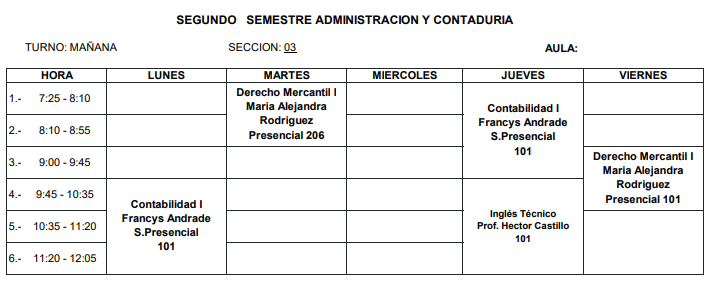 SEGUNDO SEMESTRE ADMINISTRACION Y CONTADURIA
TURNO: MAÑANA SECCION: 03 AULA:
HORA LUNES MARTES MIERCOLES JUEVES VIERNES
1.- 7:25 - 8:10
2.- 8:10 - 8:55
3.- 9:00 - 9:45
4.- 9:45 - 10:35
5.- 10:35 - 11:20
6.- 11:20 - 12:05
Contabilidad I
Francys Andrade
S.Presencial
101
Derecho Mercantil I
Maria Alejandra
Rodriguez
Presencial 206
Contabilidad I
Francys Andrade
S.Presencial
101
Inglés Técnico
Prof. Hector Castillo
101
Derecho Mercantil I
Maria Alejandra
Rodriguez
Presencial 101